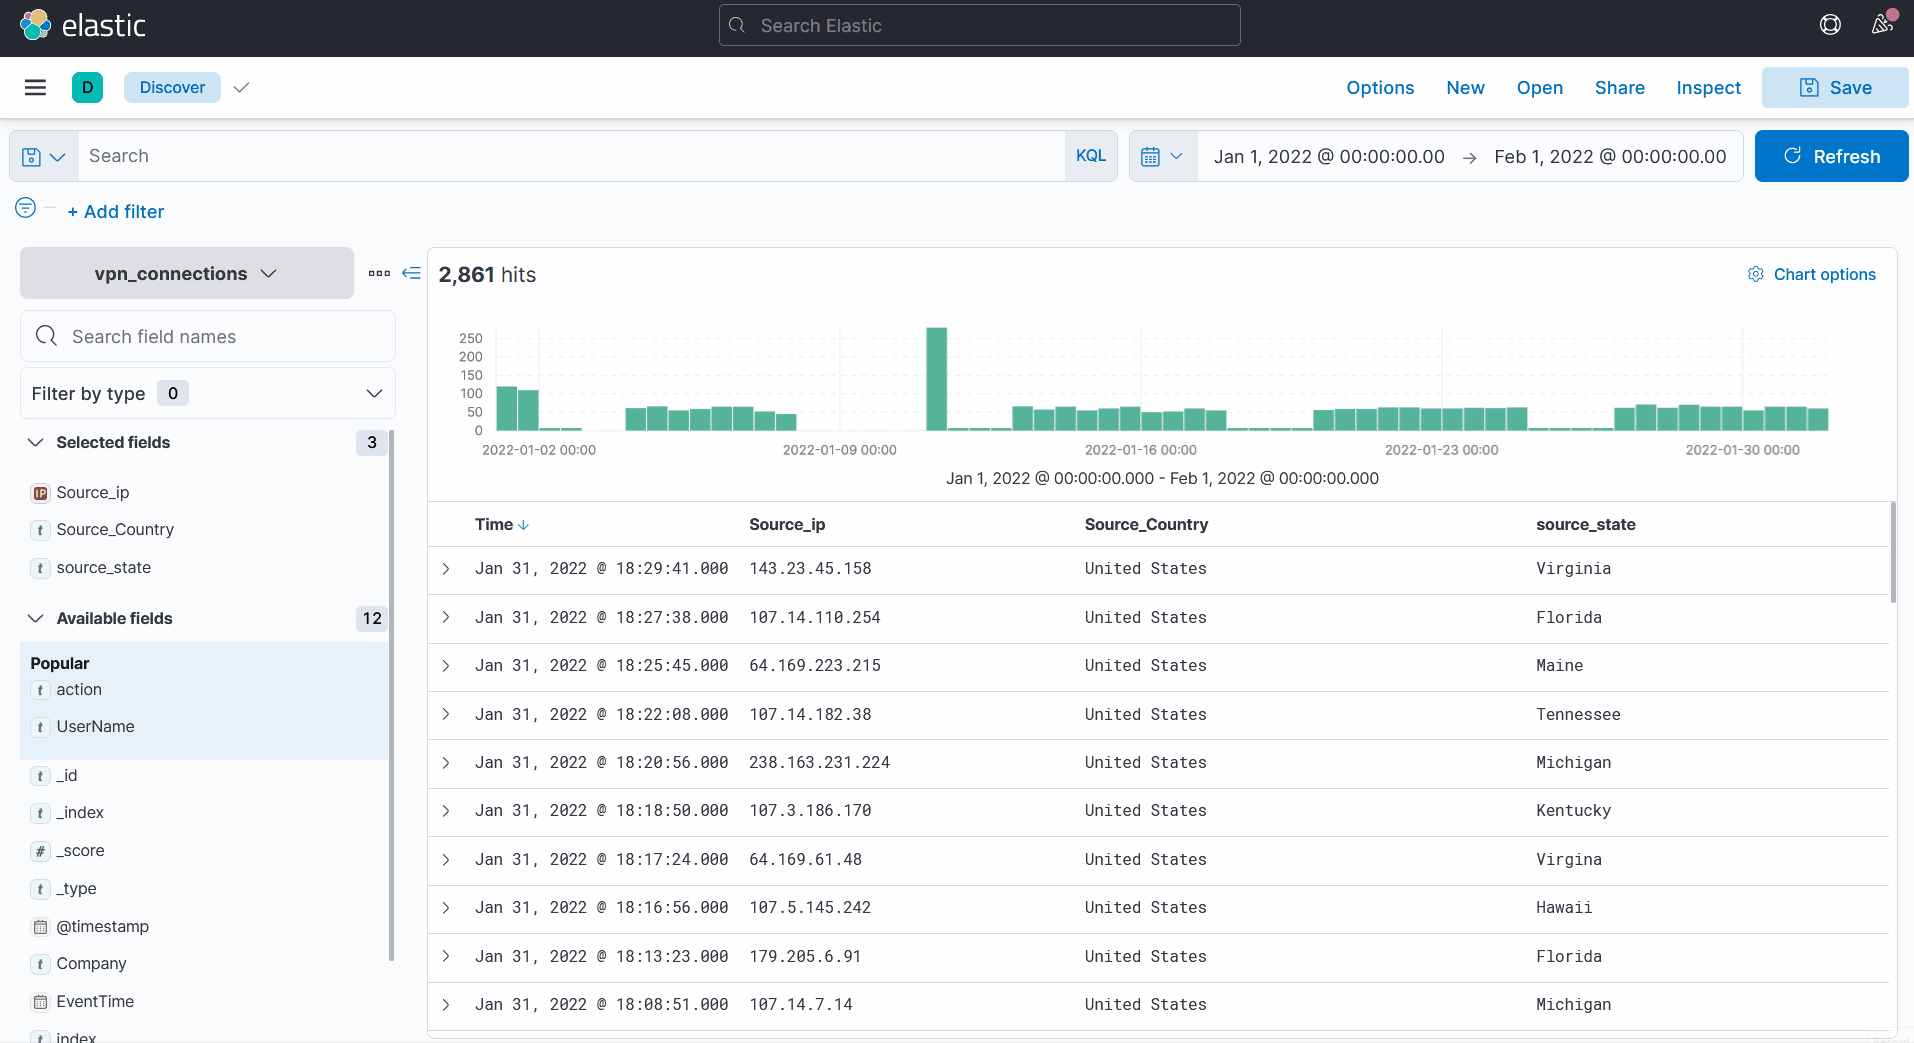 elastic
Search Elastic
D
Discover
Options
New
Open
Share
Inspect
Save
Search
KQL
Jan 1, 2022 @ 00:00:00.00
→
Feb 1, 2022 @ 00:00:00.00
Refresh
+ Add filter
vpn_connections
Search field names
Filter by type 0
Selected fields 3
IP Source_ip
t Source_Country
t source_state
Available fields 12
Popular
t action
t UserName
t _id
t _index
# _score
t _type
@timestamp
t Company
EventTime
t index
2,861 hits
Chart options
250
200
150
100
50
0
2022-01-02 00:00
2022-01-09 00:00
2022-01-16 00:00
2022-01-23 00:00
2022-01-30 00:00
Jan 1, 2022 @ 00:00:00.000 - Feb 1, 2022 @ 00:00:00.000
Time Source_ip Source_Country source_state
Jan 31, 2022 @ 18:29:41.000 143.23.45.158 United States Virginia
Jan 31, 2022 @ 18:27:38.000 107.14.110.254 United States Florida
Jan 31, 2022 @ 18:25:45.000 64.169.223.215 United States Maine
Jan 31, 2022 @ 18:22:08.000 107.14.182.38 United States Tennessee
Jan 31, 2022 @ 18:20:56.000 238.163.231.224 United States Michigan
Jan 31, 2022 @ 18:18:50.000 107.3.186.170 United States Kentucky
Jan 31, 2022 @ 18:17:24.000 64.169.61.48 United States Virgina
Jan 31, 2022 @ 18:16:56.000 107.5.145.242 United States Hawaii
Jan 31, 2022 @ 18:13:23.000 179.205.6.91 United States Florida
Jan 31, 2022 @ 18:08:51.000 107.14.7.14 United States Michigan